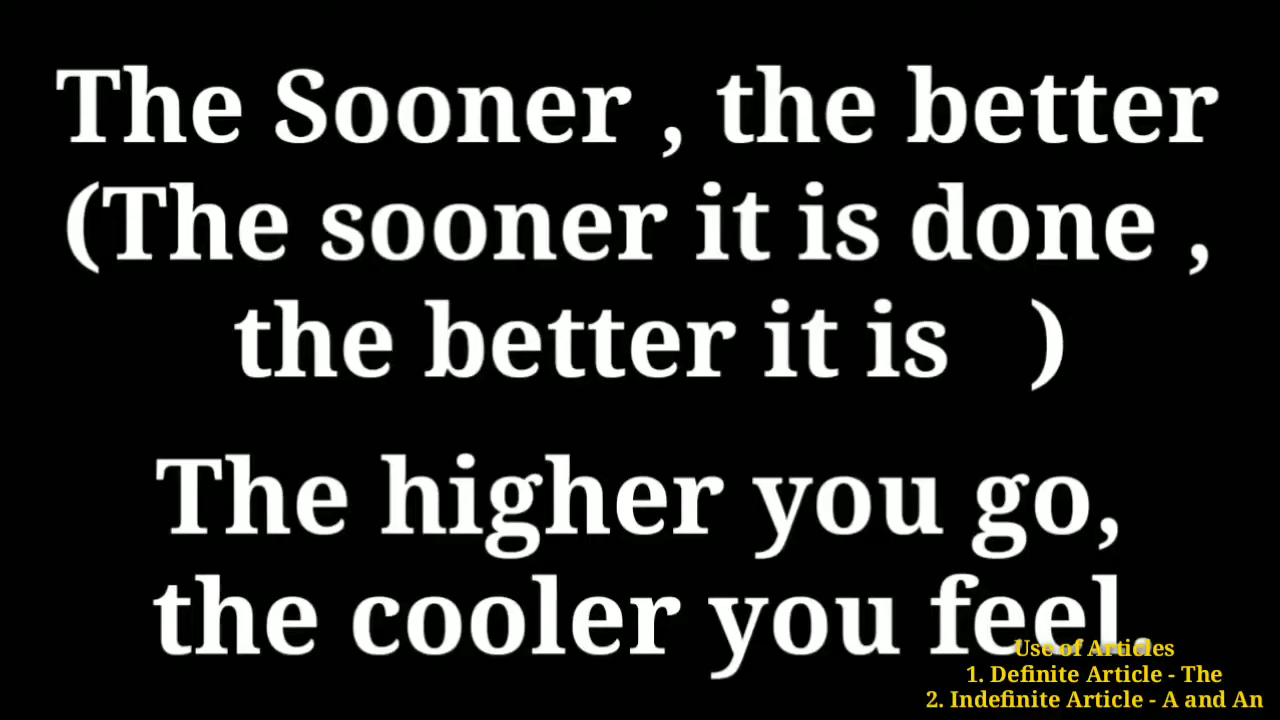 The Sooner , the better
(The sooner it is done ,
the better it is )
The higher you go,
the cooler you feel.
Use of Articles
1. Definite Article - The
2. Indefinite Article - A and An